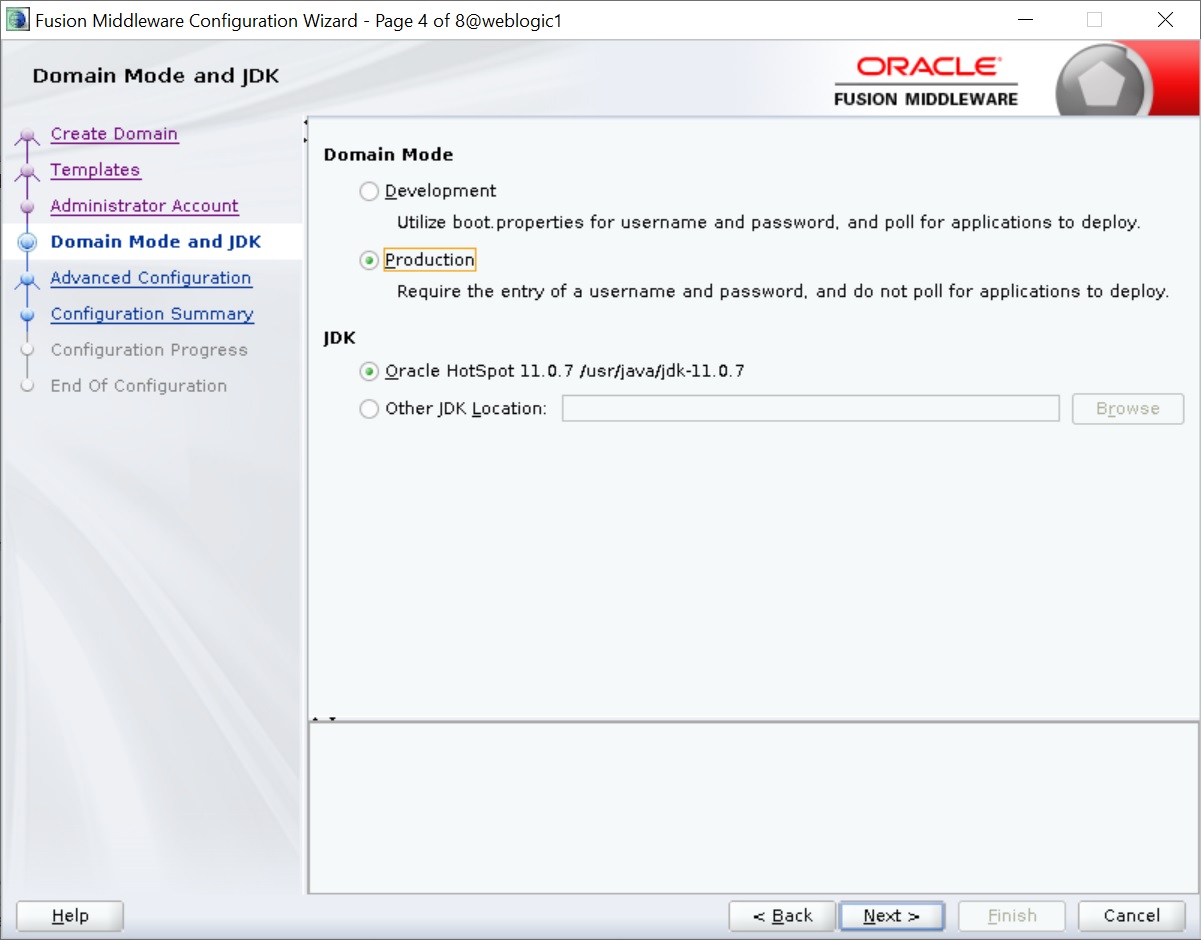 Fusion Middleware Configuration Wizard - Page 4 of 8@weblogic1
Domain Mode and JDK
ORACLE
FUSION MIDDLEWARE
Create Domain
Templates
Administrator Account
Domain Mode and JDK
Advanced Configuration
Configuration Summary
Configuration Progress
End Of Configuration
Domain Mode
Development
Utilize boot.properties for username and password, and poll for applications to deploy.
Production
Require the entry of a username and password, and do not poll for applications to deploy.
JDK
Oracle HotSpot 11.0.7 /usr/java/jdk-11.0.7
Other JDK Location:
Browse
Help
< Back
Next >
Finish
Cancel